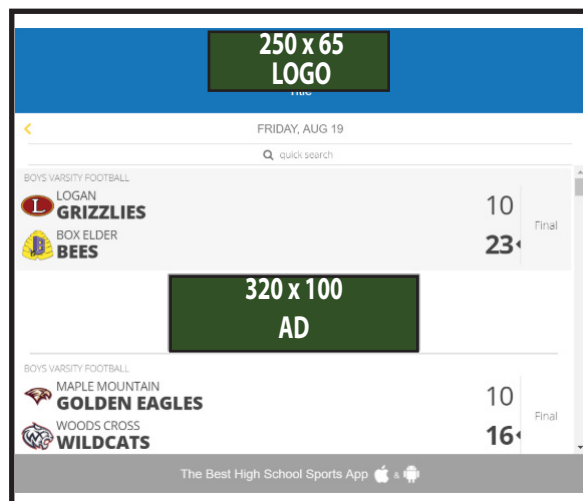 250 x 65
LOGO
Title
FRIDAY, AUG 19
quick search
BOYS VARSITY FOOTBALL
LOGAN
GRIZZLIES
10
BOX ELDER
BEES
23
Final
320 x 100
AD
BOYS VARSITY FOOTBALL
MAPLE MOUNTAIN
GOLDEN EAGLES
10
WOODS CROSS
WILDCATS
16
Final
The Best High School Sports App &